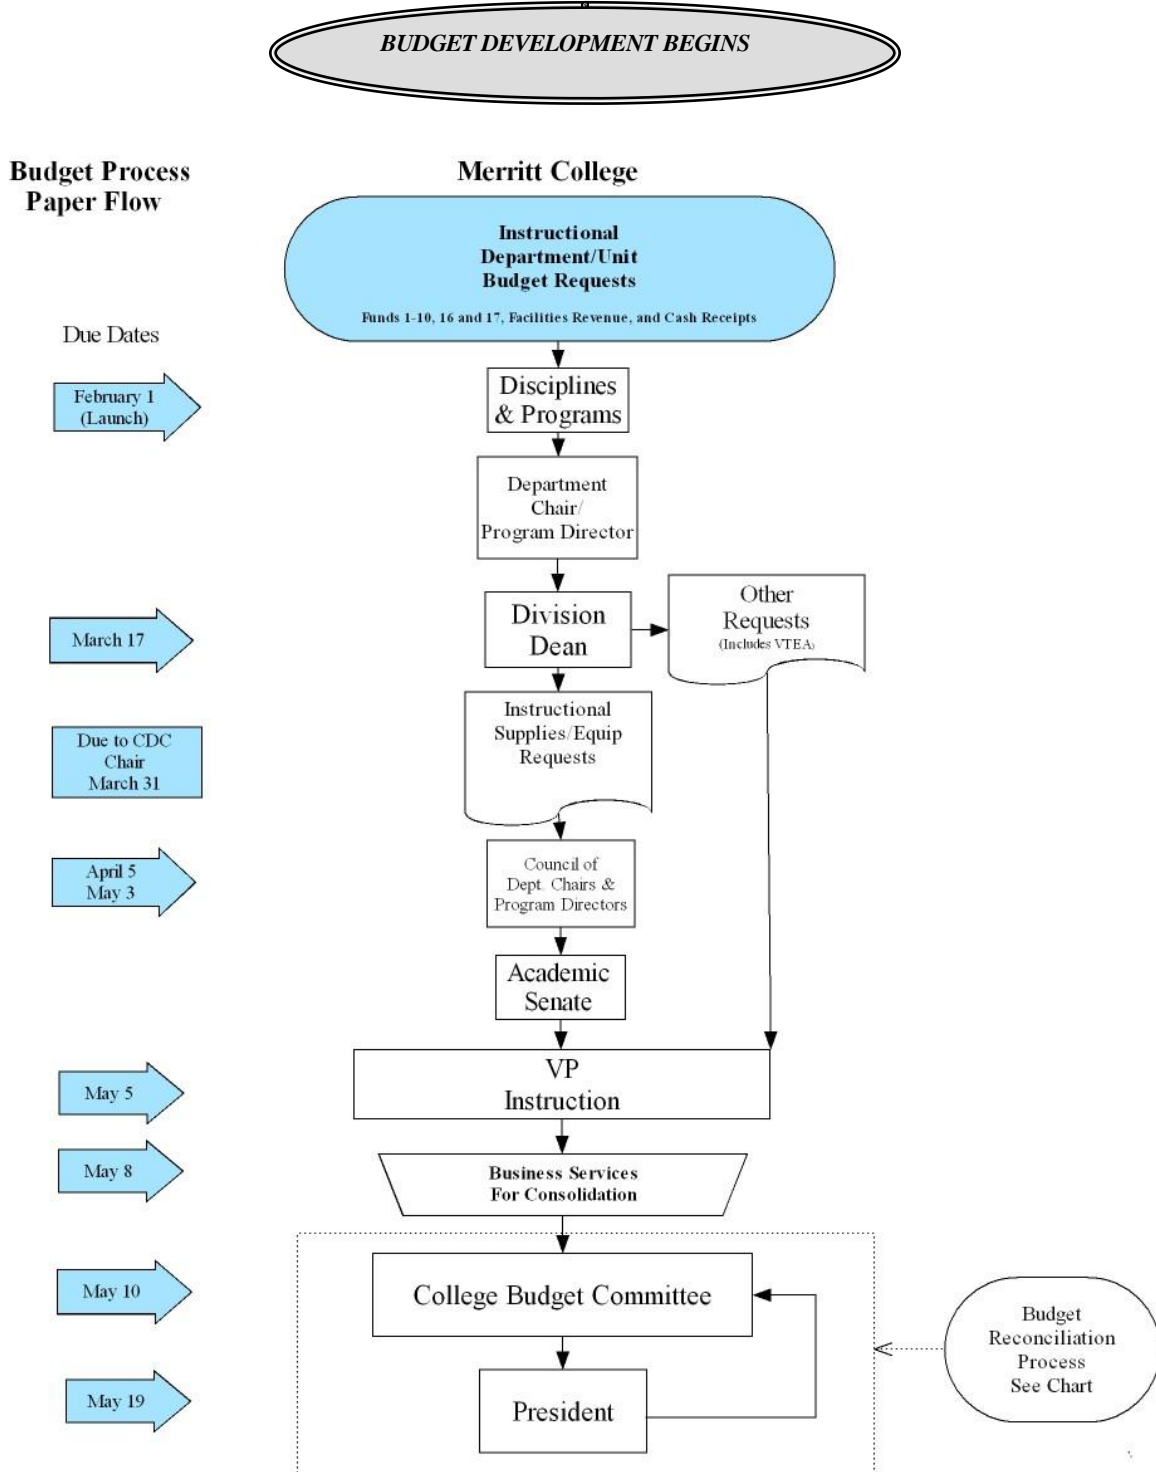 BUDGET DEVELOPMENT BEGINS
Budget Process
Paper Flow
Merritt College
Instructional
Department/Unit
Budget Requests
Funds 1-10, 16 and 17, Facilities Revenue, and Cash Receipts
Due Dates
February 1
(Launch)
Disciplines
& Programs
Department
Chair/
Program Director
March 17
Division
Dean
Other
Requests
(Includes VTEA)
Due to CDC
Chair
March 31
Instructional
Supplies/Equip
Requests
April 5
May 3
Council of
Dept. Chairs &
Program Directors
Academic
Senate
May 5
VP
Instruction
May 8
Business Services
For Consolidation
May 10
College Budget Committee
Budget
Reconciliation
Process
See Chart
May 19
President